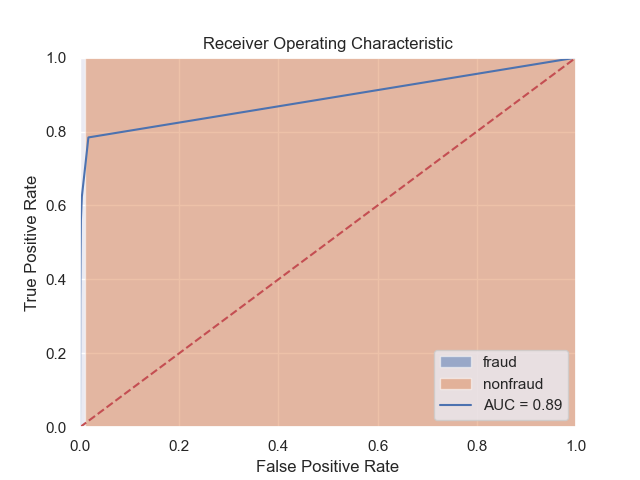 Receiver Operating Characteristic
True Positive Rate
1.0
0.8
0.6
0.4
0.2
0.0
fraud
nonfraud
AUC = 0.89
0.0 0.2 0.4 0.6 0.8 1.0
False Positive Rate